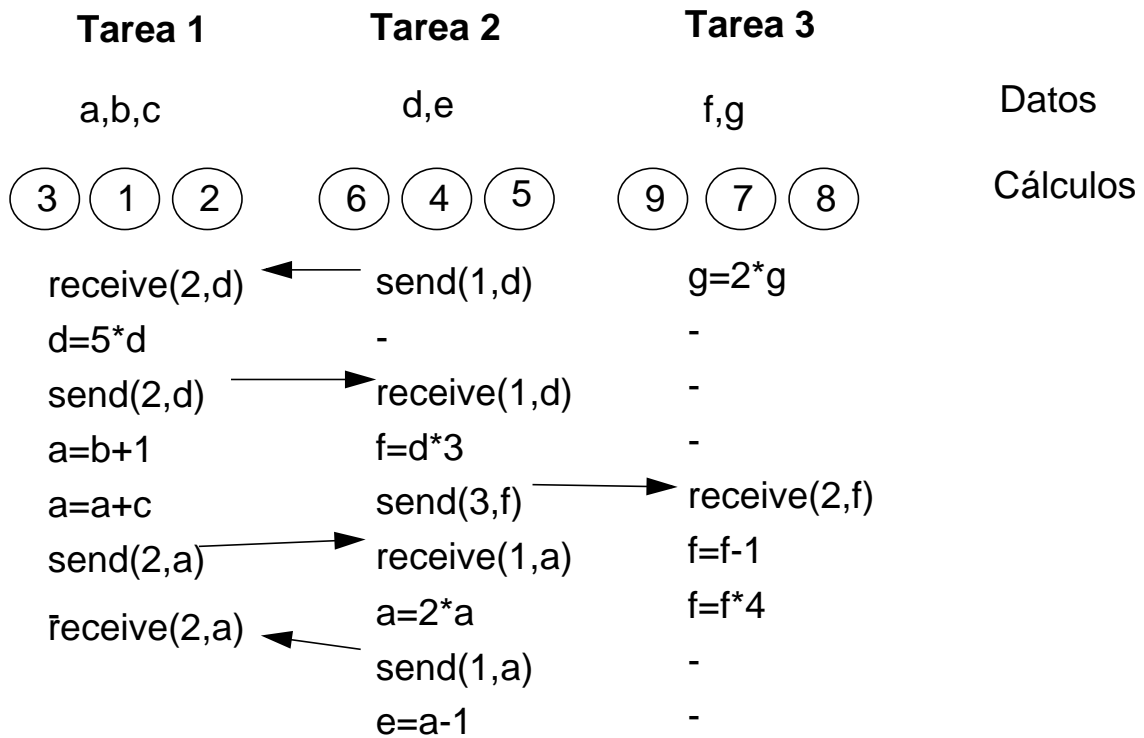 Tarea 1 Tarea 2 Tarea 3
a,b,c d,e f,g Datos
3 1 2 6 4 5 9 7 8 Cálculos
receive(2,d) send(1,d) g=2*g
d=5*d - -
send(2,d) receive(1,d) -
a=b+1 f=d*3 -
a=a+c send(3,f) receive(2,f)
send(2,a) receive(1,a) f=f-1
- a=2*a f=f*4
receive(2,a) send(1,a) -
e=a-1 -